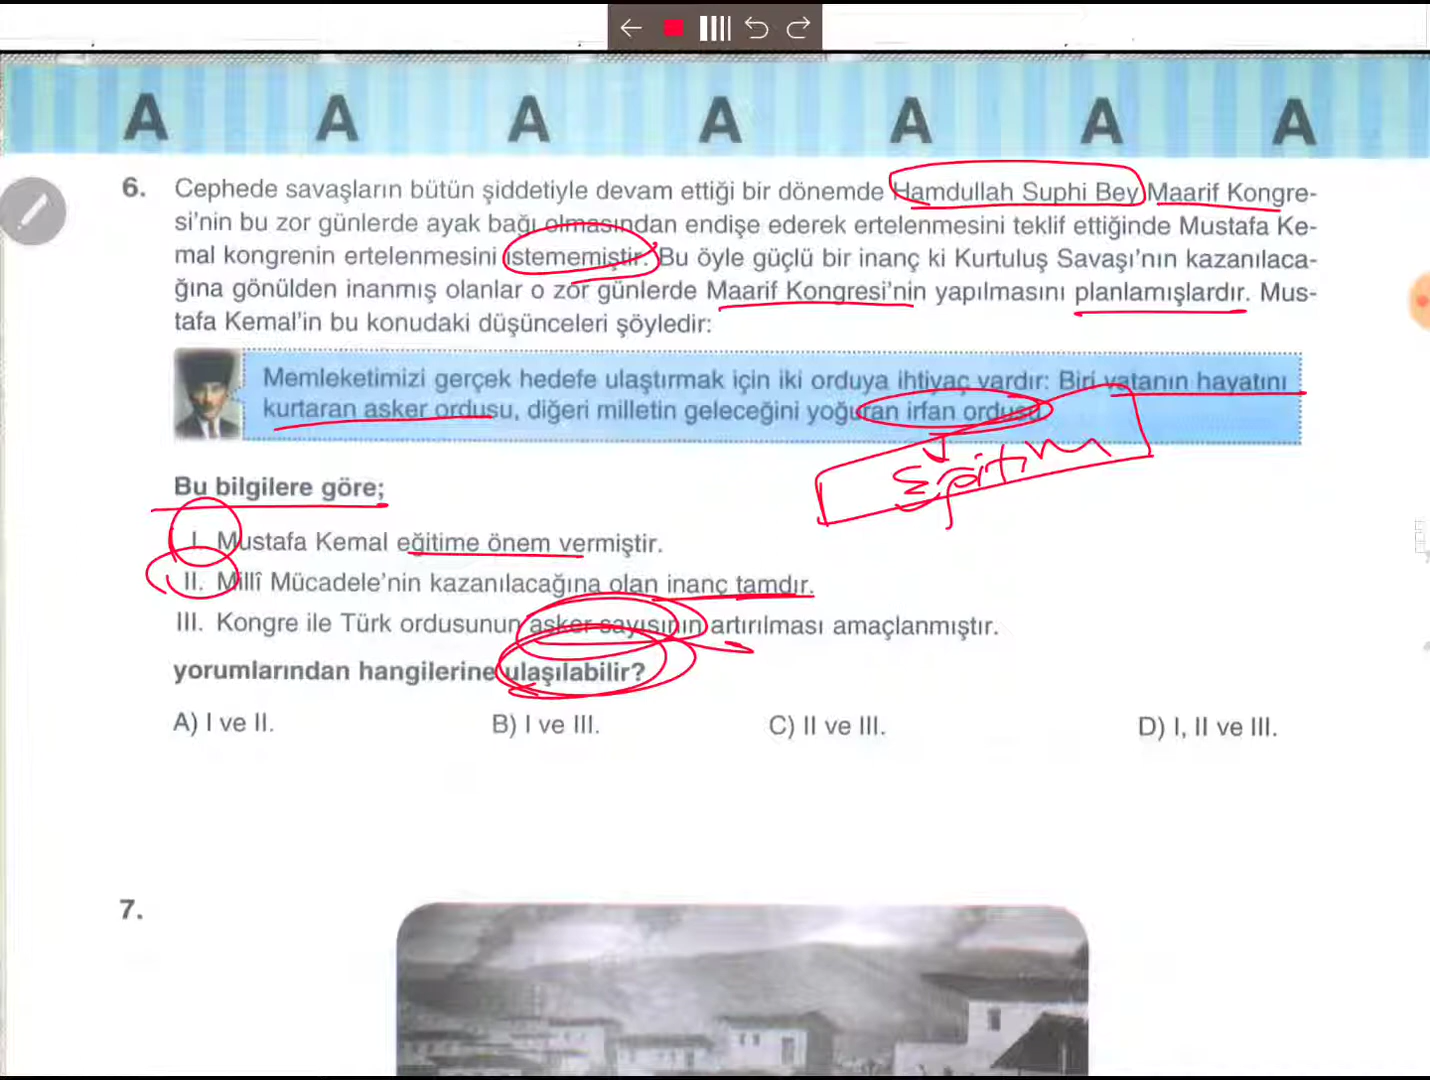 A A A A A A A
6. Cephede savaşların bütün şiddetiyle devam ettiği bir dönemde Hamdullah Suphi Bey Maarif Kongre-
si'nin bu zor günlerde ayak bağı olmasından endişe ederek ertelenmesini teklif ettiğinde Mustafa Ke-
mal kongrenin ertelenmesini istememiştir. Bu öyle güçlü bir inanç ki Kurtuluş Savaşı'nın kazanılaca-
ğına gönülden inanmış olanlar o zor günlerde Maarif Kongresi'nin yapılmasını planlamışlardır. Mus-
tafa Kemal'in bu konudaki düşünceleri şöyledir:
Memleketimizi gerçek hedefe ulaştırmak için iki orduya ihtiyaç vardır: Biri vatanın hayatını
kurtaran asker ordusu, diğeri milletin geleceğini yoğuran irfan ordusu.
Eğitim
Bu bilgilere göre;
I. Mustafa Kemal eğitime önem vermiştir.
II. Millî Mücadele'nin kazanılacağına olan inanç tamdır.
III. Kongre ile Türk ordusunun asker sayısının artırılması amaçlanmıştır.
yorumlarından hangilerine ulaşılabilir?
A) I ve II. B) I ve III. C) II ve III. D) I, II ve III.
7.